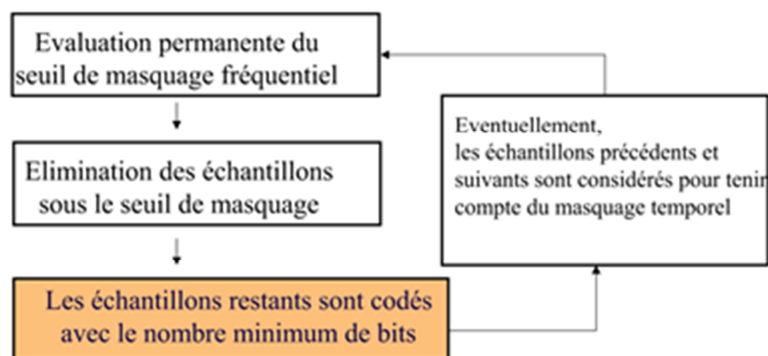 Evaluation permanente du
seuil de masquage fréquentiel
Elimination des échantillons
sous le seuil de masquage
Les échantillons restants sont codés
avec le nombre minimum de bits
Eventuellement,
les échantillons précédents et
suivants sont considérés pour tenir
compte du masquage temporel